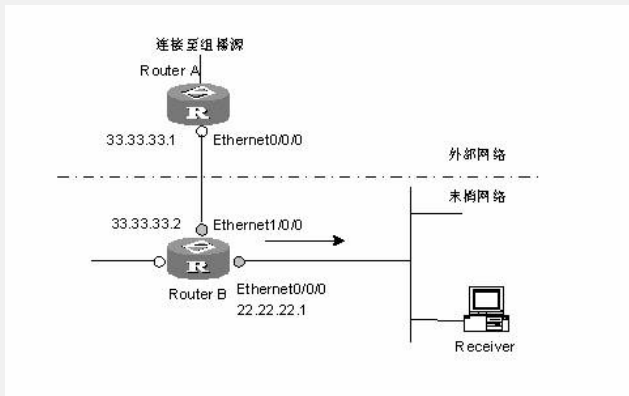 连接至组播源
Router A
R
33.33.33.1
Ethernet0/0/0
外部网络
末梢网络
33.33.33.2
Ethernet1/0/0
R
Router B
Ethernet0/0/0
22.22.22.1
Receiver